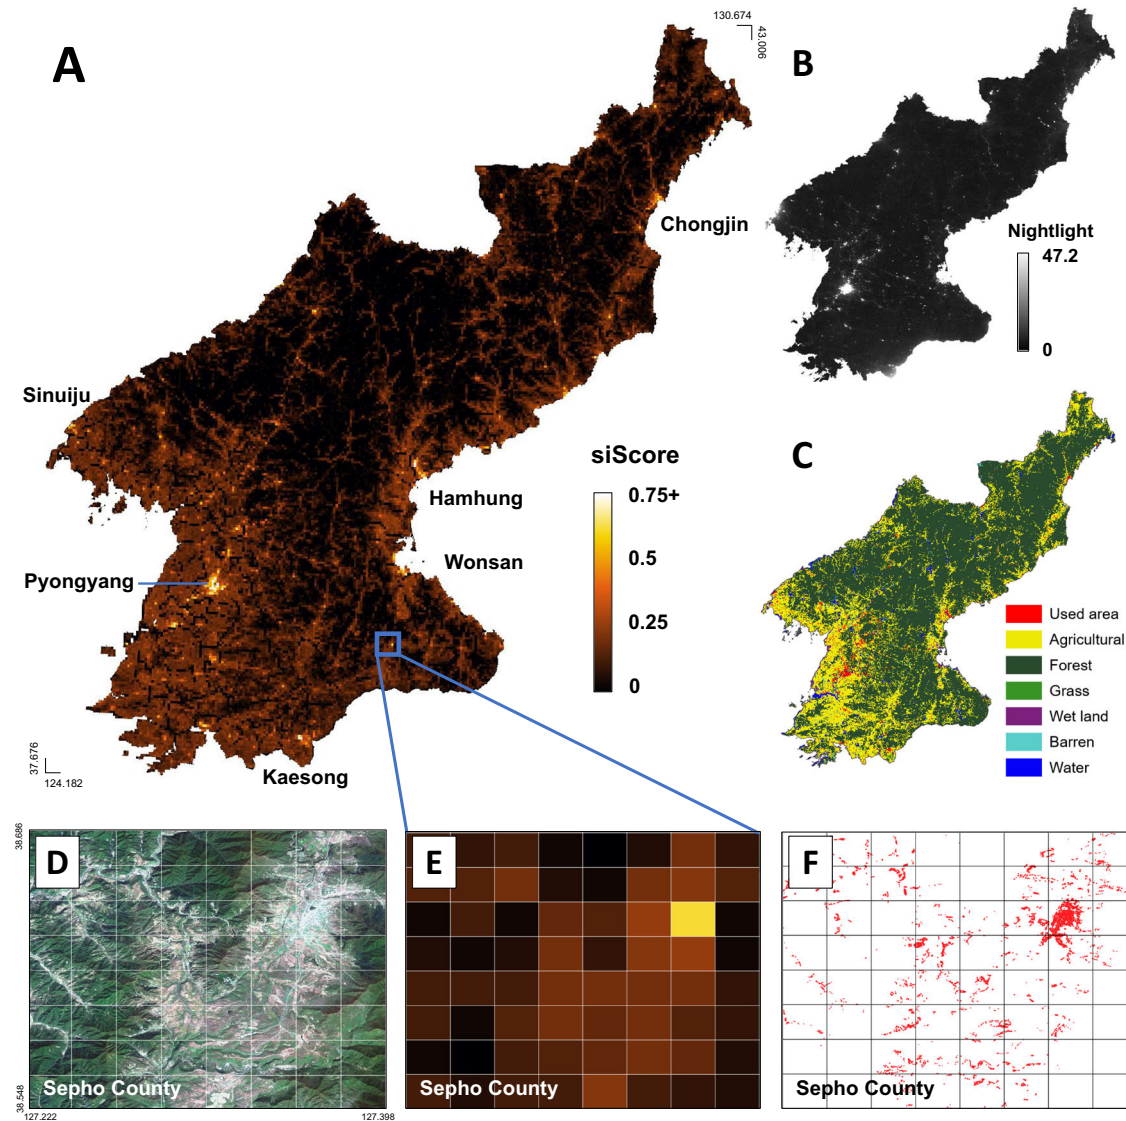 A
130.674
43.006
B
Chongjin
Nightlight
47.2
0
Sinuiju
siScore
0.75+
0.5
0.25
0
Hamhung
Wonsan
Pyongyang
Kaesong
37.676
124.182
C
Used area
Agricultural
Forest
Grass
Wet land
Barren
Water
D
38.686
38.548
Sepho County
127.222
127.398
E
Sepho County
F
Sepho County